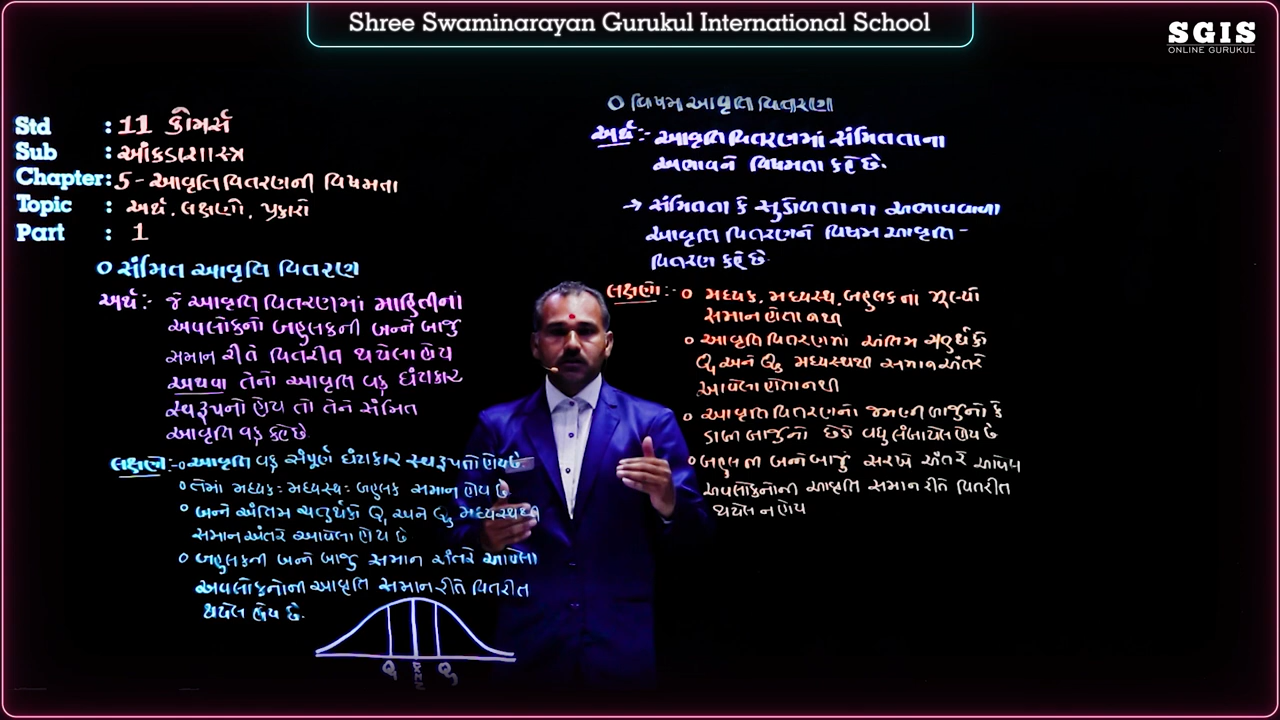 Shree Swaminarayan Gurukul International School
SGIS
ONLINE GURUKUL
Std : 11 કોમર્સ
Sub : આંકડાશાસ્ત્ર
Chapter: 5 - આવૃત્તિ વિતરણની વિષમતા
Topic : અર્થ, લક્ષણો, પ્રકારો
Part : 1
○ સંમિત આવૃત્તિ વિતરણ
અર્થ:- જે આવૃત્તિ વિતરણમાં માહિતીનાં
અવલોકનો બહુલકની બન્ને બાજુ
સમાન રીતે વિતરીત થયેલા હોય
અથવા તેનો આવૃત્તિ વક્ર ઘંટાકાર
સ્વરૂપનો હોય તો તેને સંમિત
આવૃત્તિ વક્ર કહે છે.
લક્ષણો:- ○ આવૃત્તિ વક્ર સંપૂર્ણ ઘંટાકાર સ્વરૂપનો હોય છે.
○ તેમાં મધ્યક = મધ્યસ્થ = બહુલક સમાન હોય છે
○ બન્ને અંતિમ ચતુર્થકો Q₁ અને Q₃ મધ્યસ્થથી
સમાન અંતરે આવેલા હોય છે
○ બહુલકની બન્ને બાજુ સમાન અંતરે આવેલા
અવલોકનોની આવૃત્તિ સમાન રીતે વિતરીત
થયેલ હોય છે.
○ વિષમ આવૃત્તિ વિતરણ
અર્થ:- આવૃત્તિ વિતરણમાં સંમિતતાના
અભાવને વિષમતા કહે છે.
→ સંમિતતા કે સુડોળતાના અભાવવાળા
આવૃત્તિ વિતરણને વિષમ આવૃત્તિ -
વિતરણ કહે છે
લક્ષણો:- ○ મધ્યક, મધ્યસ્થ, બહુલકનાં મૂલ્યો
સમાન હોતા નથી
○ આવૃત્તિ વિતરણમાં અંતિમ ચતુર્થકો
Q₁ અને Q₃ મધ્યસ્થથી સમાન અંતરે
આવેલા હોતા નથી
○ આવૃત્તિ વિતરણનો જમણી બાજુનો કે
ડાબી બાજુનો છેડો વધુ લંબાયેલ હોય છે
○ બહુલકની બન્ને બાજું સરખે અંતરે આવેલ
અવલોકનોની આવૃત્તિ સમાન રીતે વિતરીત
થયેલ ન હોય